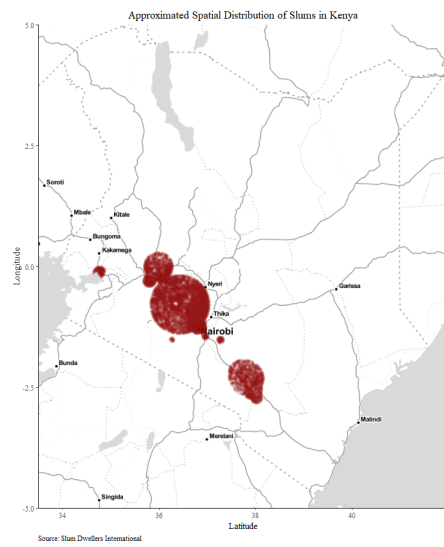 Approximated Spatial Distribution of Slums in Kenya
5.0
2.5
Soroti
Mbale
Kitale
Bungoma
Kakamega
Longitude
0.0
Nyeri
Garissa
Thika
Nairobi
-2.5
Bunda
Malindi
Merelani
Singida
-5.0
34
36
38
40
Latitude
Source: Slum Dwellers International